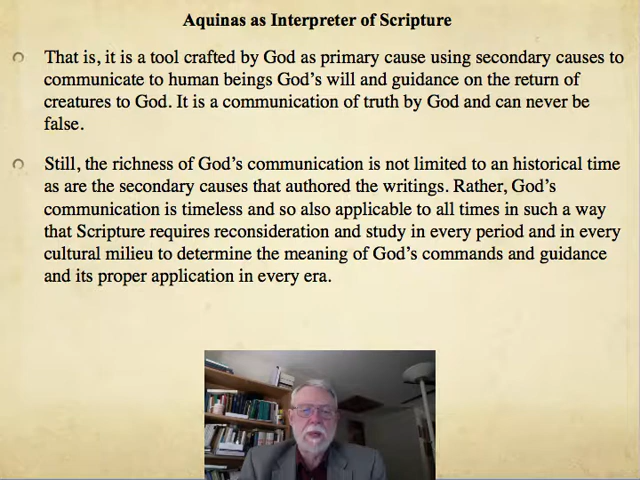 Aquinas as Interpreter of Scripture
That is, it is a tool crafted by God as primary cause using secondary causes to
communicate to human beings God's will and guidance on the return of
creatures to God. It is a communication of truth by God and can never be
false.
Still, the richness of God's communication is not limited to an historical time
as are the secondary causes that authored the writings. Rather, God's
communication is timeless and so also applicable to all times in such a way
that Scripture requires reconsideration and study in every period and in every
cultural milieu to determine the meaning of God's commands and guidance
and its proper application in every era.